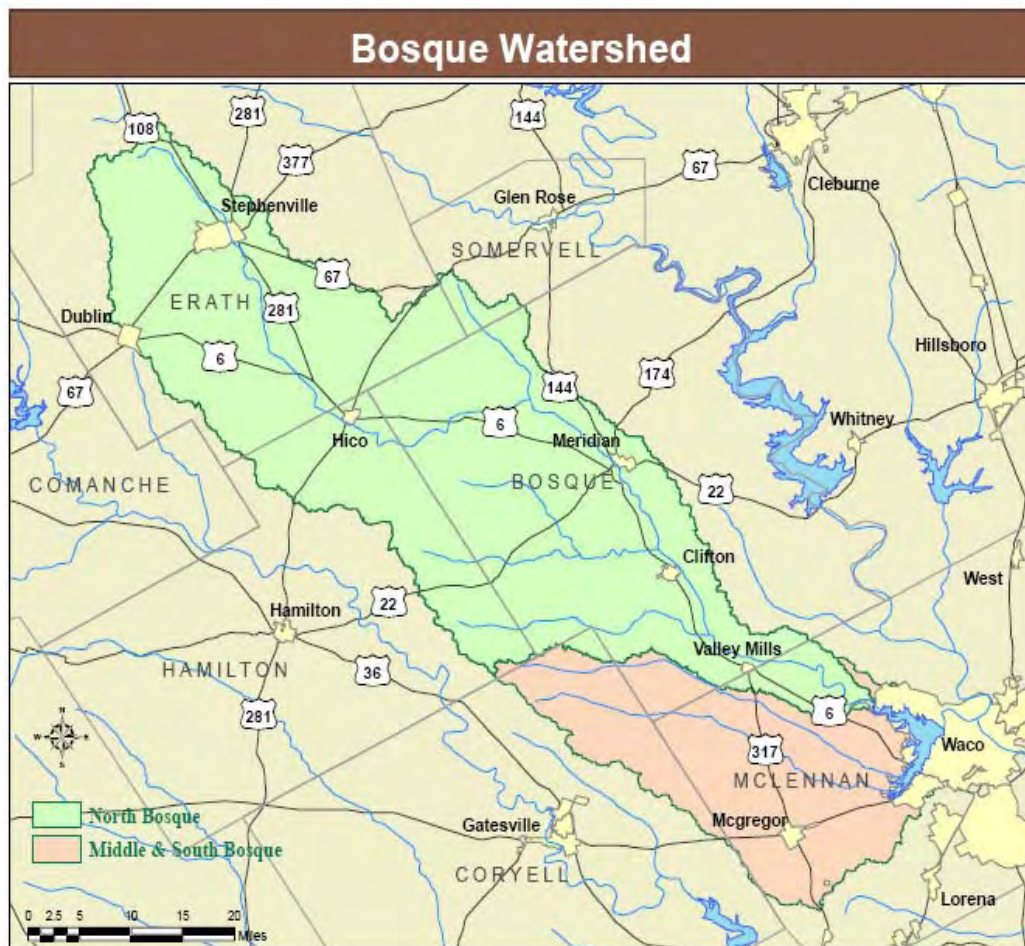 Bosque Watershed
108
281
144
377
67
Stephenville
Glen Rose
Cleburne
SOMERVELL
67
ERATH
281
Dublin
6
144
174
Hillsboro
67
Whitney
Hico
6
Meridian
COMANCHE
BOSQUE
22
Clifton
West
Hamilton
22
Valley Mills
HAMILTON
36
281
6
N
W
E
S
317
Waco
MCLENNAN
North Bosque
Gatesville
Mcgregor
Middle & South Bosque
CORYELL
Lorena
0 2.5 5 10 15 20
Miles